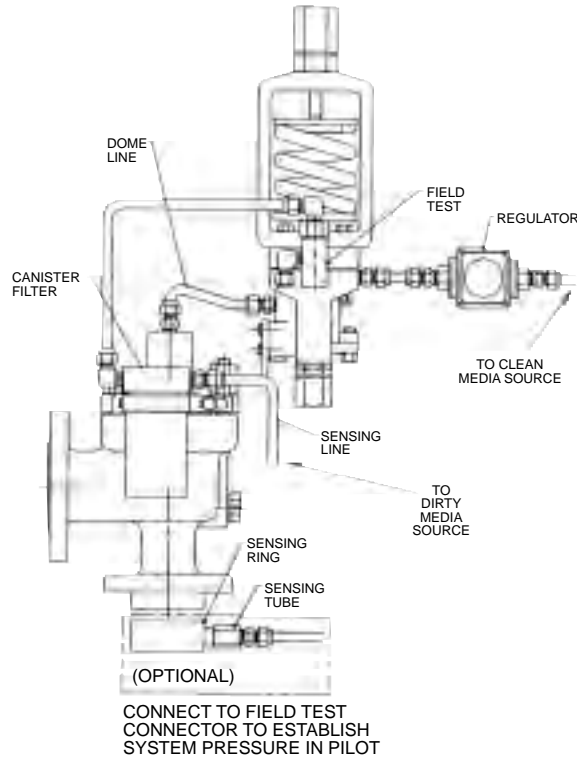 DOME
LINE
FIELD
TEST
REGULATOR
CANISTER
FILTER
TO CLEAN
MEDIA SOURCE
SENSING
LINE
TO
DIRTY
MEDIA
SOURCE
SENSING
RING
SENSING
TUBE
(OPTIONAL)
CONNECT TO FIELD TEST
CONNECTOR TO ESTABLISH
SYSTEM PRESSURE IN PILOT